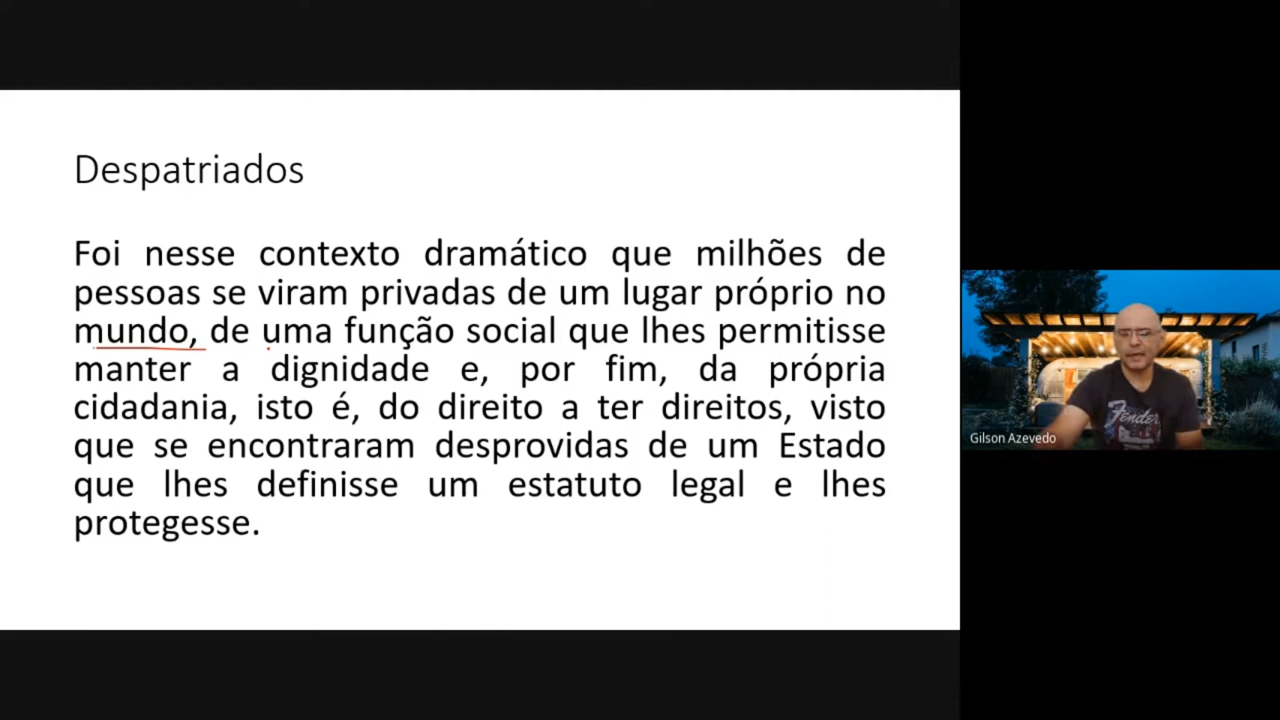 Despatriados
Foi nesse contexto dramático que milhões de
pessoas se viram privadas de um lugar próprio no
mundo, de uma função social que lhes permitisse
manter a dignidade e, por fim, da própria
cidadania, isto é, do direito a ter direitos, visto
que se encontraram desprovidas de um Estado
que lhes definisse um estatuto legal e lhes
protegesse.
Fender
Gilson Azevedo